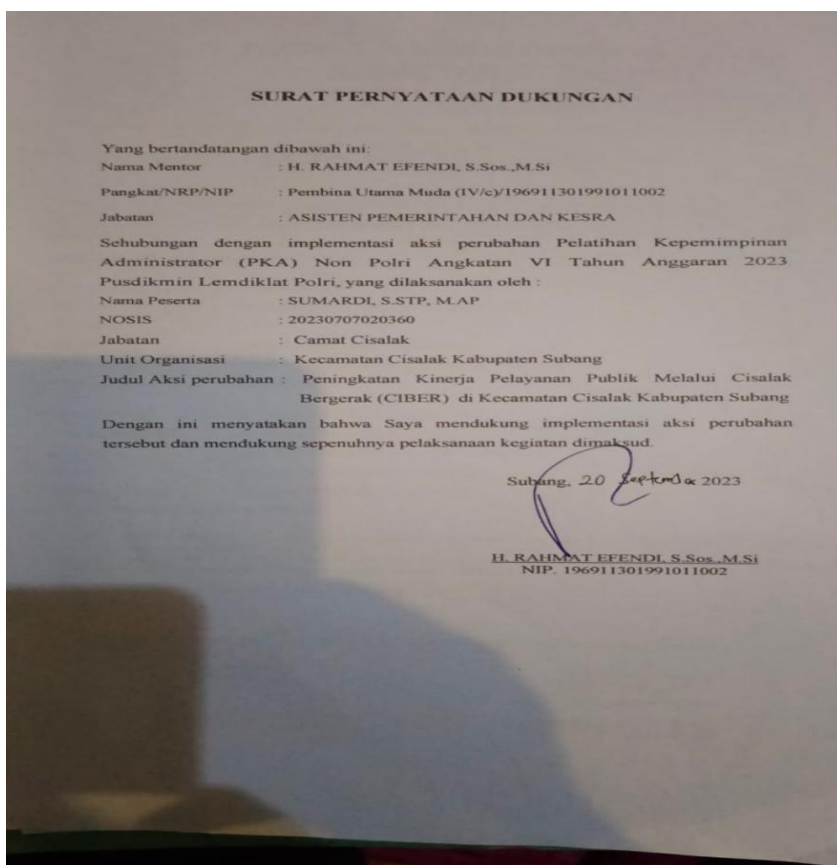 SURAT PERNYATAAN DUKUNGAN
Yang bertandatangan dibawah ini:
Nama Mentor : H. RAHMAT EFENDI, S.Sos.,M.Si
Pangkat/NRP/NIP : Pembina Utama Muda (IV/c)/196911301991011002
Jabatan : ASISTEN PEMERINTAHAN DAN KESRA
Sehubungan dengan implementasi aksi perubahan Pelatihan Kepemimpinan
Administrator (PKA) Non Polri Angkatan VI Tahun Anggaran 2023
Pusdikmin Lemdiklat Polri, yang dilaksanakan oleh :
Nama Peserta : SUMARDI, S.STP, M.AP
NOSIS : 20230707020360
Jabatan : Camat Cisalak
Unit Organisasi : Kecamatan Cisalak Kabupaten Subang
Judul Aksi perubahan : Peningkatan Kinerja Pelayanan Publik Melalui Cisalak
Bergerak (CIBER) di Kecamatan Cisalak Kabupaten Subang
Dengan ini menyatakan bahwa Saya mendukung implementasi aksi perubahan
tersebut dan mendukung sepenuhnya pelaksanaan kegiatan dimaksud.
Subang, 20 September 2023
H. RAHMAT EFENDI, S.Sos.,M.Si
NIP. 196911301991011002